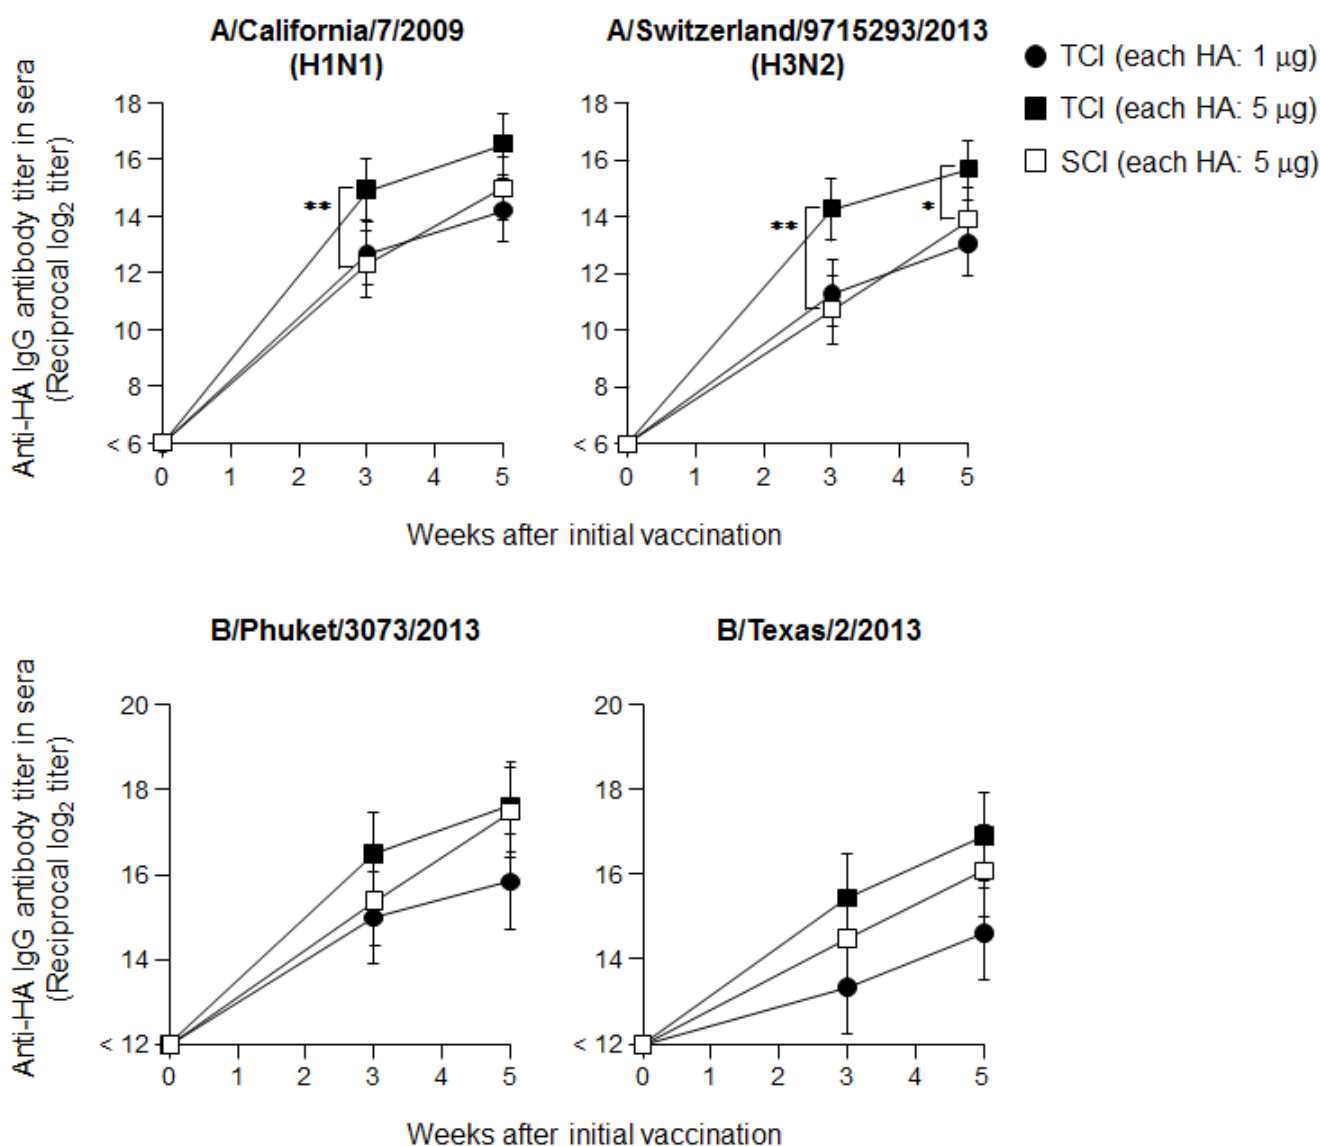 A/California/7/2009
(H1N1)
A/Switzerland/9715293/2013
(H3N2)
TCI (each HA: 1 μg)
TCI (each HA: 5 μg)
SCI (each HA: 5 μg)
Anti-HA IgG antibody titer in sera
(Reciprocal log2 titer)
18
16
14
12
10
8
< 6
**
0 1 2 3 4 5
18
16
14
12
10
8
< 6
**
*
0 1 2 3 4 5
Weeks after initial vaccination
B/Phuket/3073/2013
B/Texas/2/2013
Anti-HA IgG antibody titer in sera
(Reciprocal log2 titer)
20
18
16
14
< 12
0 1 2 3 4 5
20
18
16
14
< 12
0 1 2 3 4 5
Weeks after initial vaccination